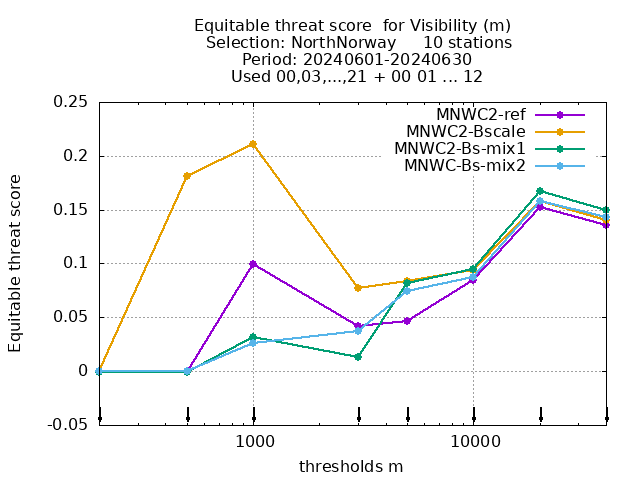 Equitable threat score  for Visibility (m)
Selection: NorthNorway     10 stations
Period: 20240601-20240630
Used 00,03,...,21 + 00 01 ... 12
MNWC2-ref
MNWC2-Bscale
MNWC2-Bs-mix1
MNWC-Bs-mix2
Equitable threat score
0.25
0.2
0.15
0.1
0.05
0
-0.05
1000
10000
thresholds m